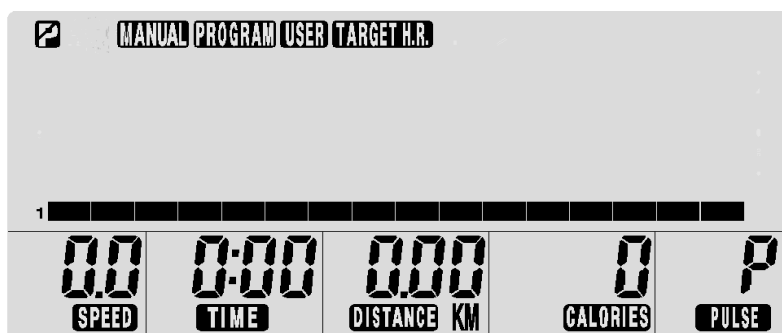 P MANUAL PROGRAM USER TARGET H.R.
1
0.0 0:00 0.00 0 P
SPEED TIME DISTANCE KM CALORIES PULSE